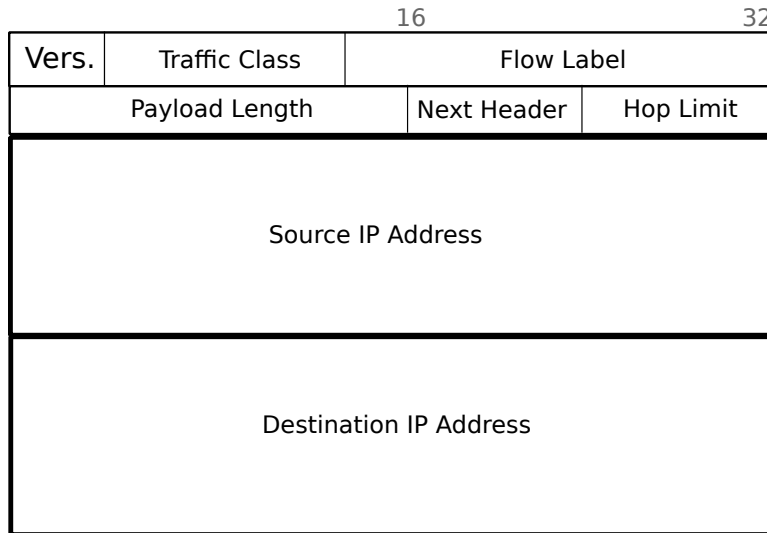 16 32
Vers. Traffic Class Flow Label
Payload Length Next Header Hop Limit
Source IP Address
Destination IP Address